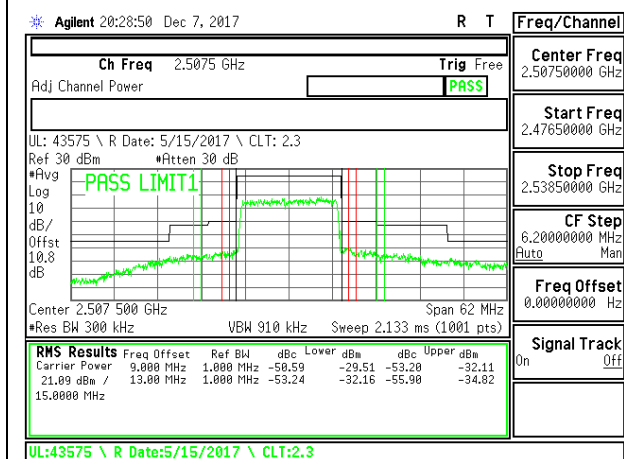 Agilent 20:28:50 Dec 7, 2017 R T
Ch Freq 2.5075 GHz Trig Free
Adj Channel Power PASS
UL: 43575 \ R Date: 5/15/2017 \ CLT: 2.3
Ref 30 dBm #Atten 30 dB
#Avg
Log
10
dB/
Offst
10.8
dB
PASS LIMIT1
Center 2.507 500 GHz Span 62 MHz
#Res BW 300 kHz VBW 910 kHz Sweep 2.133 ms (1001 pts)
RMS Results Freq Offset Ref BW dBc Lower dBm dBc Upper dBm
Carrier Power 9.000 MHz 1.000 MHz -50.59 -29.51 -53.20 -32.11
21.09 dBm / 13.00 MHz 1.000 MHz -53.24 -32.16 -55.90 -34.82
15.0000 MHz
UL:43575 \ R Date:5/15/2017 \ CLT:2.3
Freq/Channel
Center Freq
2.50750000 GHz
Start Freq
2.47650000 GHz
Stop Freq
2.53850000 GHz
CF Step
6.20000000 MHz
Auto Man
Freq Offset
0.00000000 Hz
Signal Track
On Off